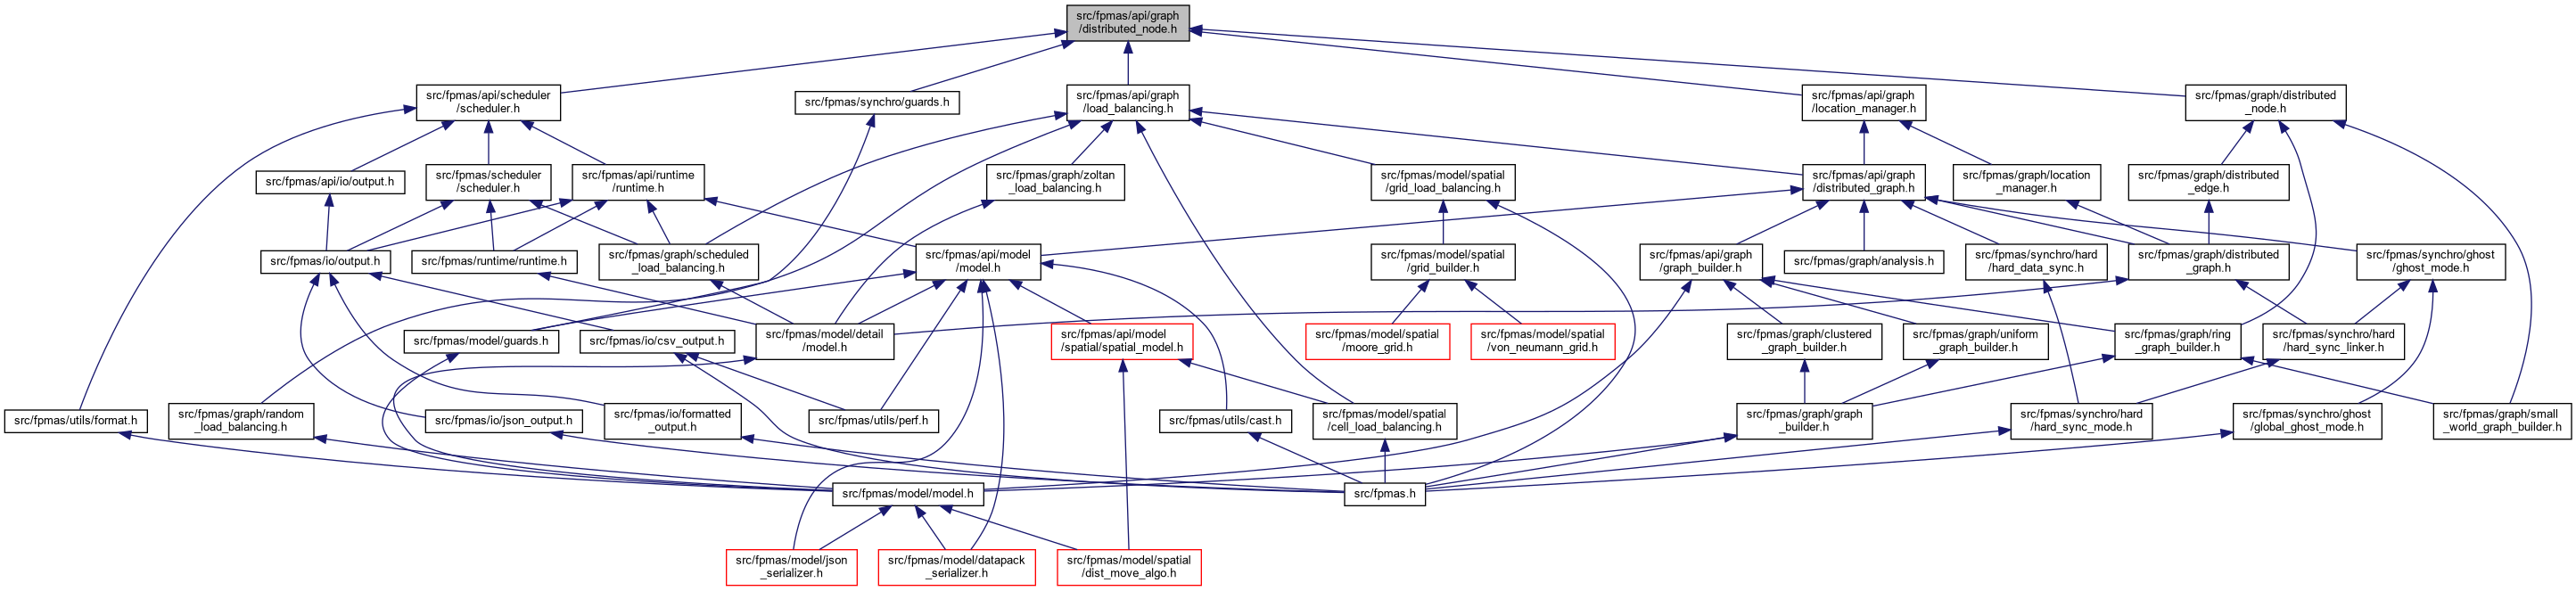 src/fpmas/api/graph
/distributed_node.h
src/fpmas/api/scheduler
/scheduler.h
src/fpmas/synchro/guards.h
src/fpmas/api/graph
/load_balancing.h
src/fpmas/api/graph
/location_manager.h
src/fpmas/graph/distributed
_node.h
src/fpmas/api/io/output.h
src/fpmas/scheduler
/scheduler.h
src/fpmas/api/runtime
/runtime.h
src/fpmas/graph/zoltan
_load_balancing.h
src/fpmas/model/spatial
/grid_load_balancing.h
src/fpmas/api/graph
/distributed_graph.h
src/fpmas/graph/location
_manager.h
src/fpmas/graph/distributed
_edge.h
src/fpmas/io/output.h
src/fpmas/runtime/runtime.h
src/fpmas/graph/scheduled
_load_balancing.h
src/fpmas/api/model
/model.h
src/fpmas/model/spatial
/grid_builder.h
src/fpmas/api/graph
/graph_builder.h
src/fpmas/graph/analysis.h
src/fpmas/synchro/hard
/hard_data_sync.h
src/fpmas/graph/distributed
_graph.h
src/fpmas/synchro/ghost
/ghost_mode.h
src/fpmas/model/guards.h
src/fpmas/io/csv_output.h
src/fpmas/model/detail
/model.h
src/fpmas/api/model
/spatial/spatial_model.h
src/fpmas/model/spatial
/moore_grid.h
src/fpmas/model/spatial
/von_neumann_grid.h
src/fpmas/graph/clustered
_graph_builder.h
src/fpmas/graph/uniform
_graph_builder.h
src/fpmas/graph/ring
_graph_builder.h
src/fpmas/synchro/hard
/hard_sync_linker.h
src/fpmas/utils/format.h
src/fpmas/graph/random
_load_balancing.h
src/fpmas/io/json_output.h
src/fpmas/io/formatted
_output.h
src/fpmas/utils/perf.h
src/fpmas/utils/cast.h
src/fpmas/model/spatial
/cell_load_balancing.h
src/fpmas/graph/graph
_builder.h
src/fpmas/synchro/hard
/hard_sync_mode.h
src/fpmas/synchro/ghost
/global_ghost_mode.h
src/fpmas/graph/small
_world_graph_builder.h
src/fpmas/model/model.h
src/fpmas.h
src/fpmas/model/json
_serializer.h
src/fpmas/model/datapack
_serializer.h
src/fpmas/model/spatial
/dist_move_algo.h